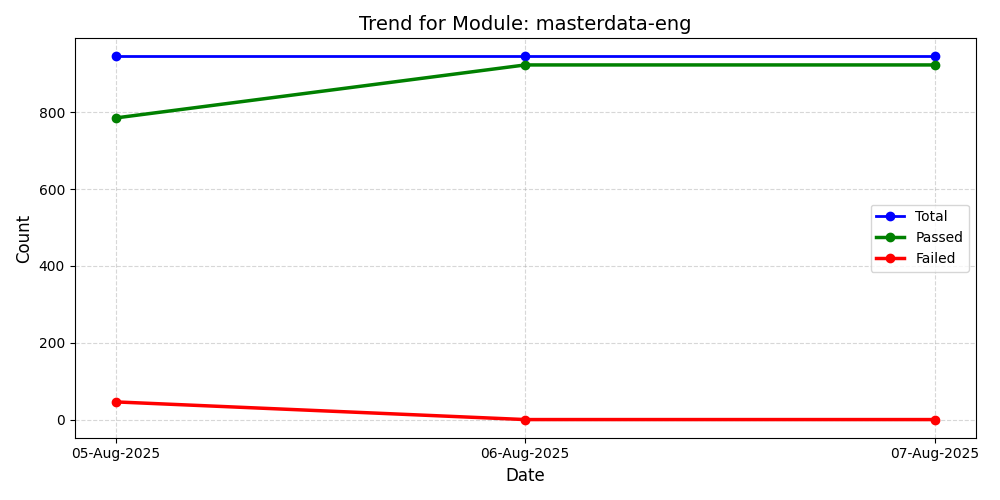 Trend for Module: masterdata-eng
Count
800
600
400
200
0
Total
Passed
Failed
05-Aug-2025
06-Aug-2025
07-Aug-2025
Date